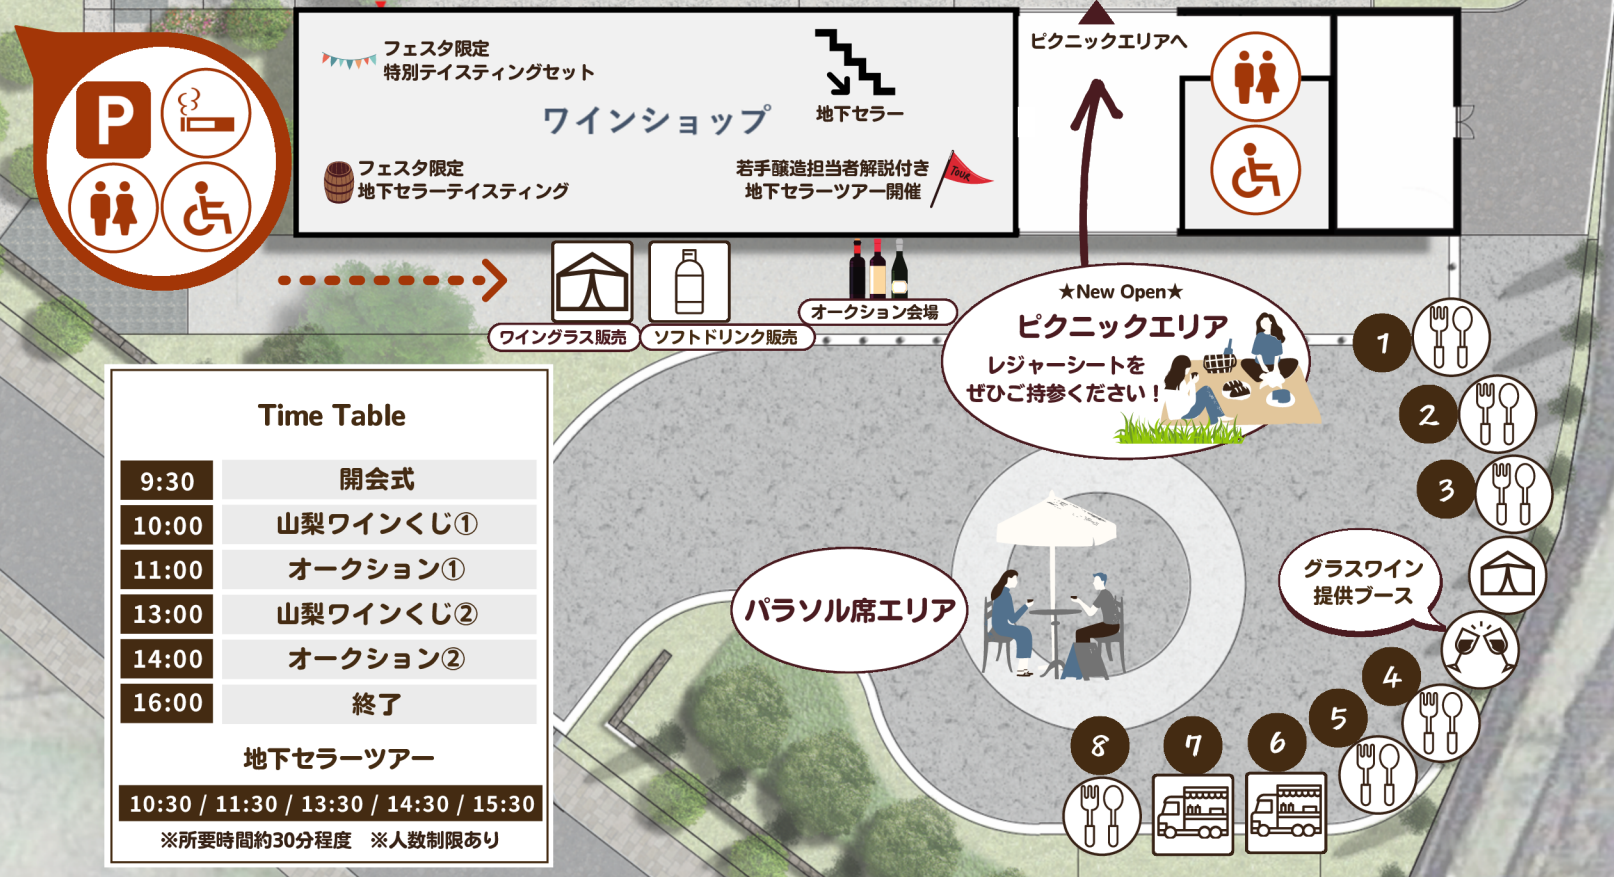 P
フェスタ限定
特別テイスティングセット
ワインショップ
地下セラー
フェスタ限定
地下セラーテイスティング
若手醸造担当者解説付き
地下セラーツアー開催
TOUR
ピクニックエリアへ
ワイングラス販売
ソフトドリンク販売
オークション会場
★New Open★
ピクニックエリア
レジャーシートを
ぜひご持参ください！
パラソル席エリア
グラスワイン
提供ブース
1
2
3
4
5
6
7
8
Time Table
9:30 開会式
10:00 山梨ワインくじ①
11:00 オークション①
13:00 山梨ワインくじ②
14:00 オークション②
16:00 終了
地下セラーツアー
10:30 / 11:30 / 13:30 / 14:30 / 15:30
※所要時間約30分程度　※人数制限あり